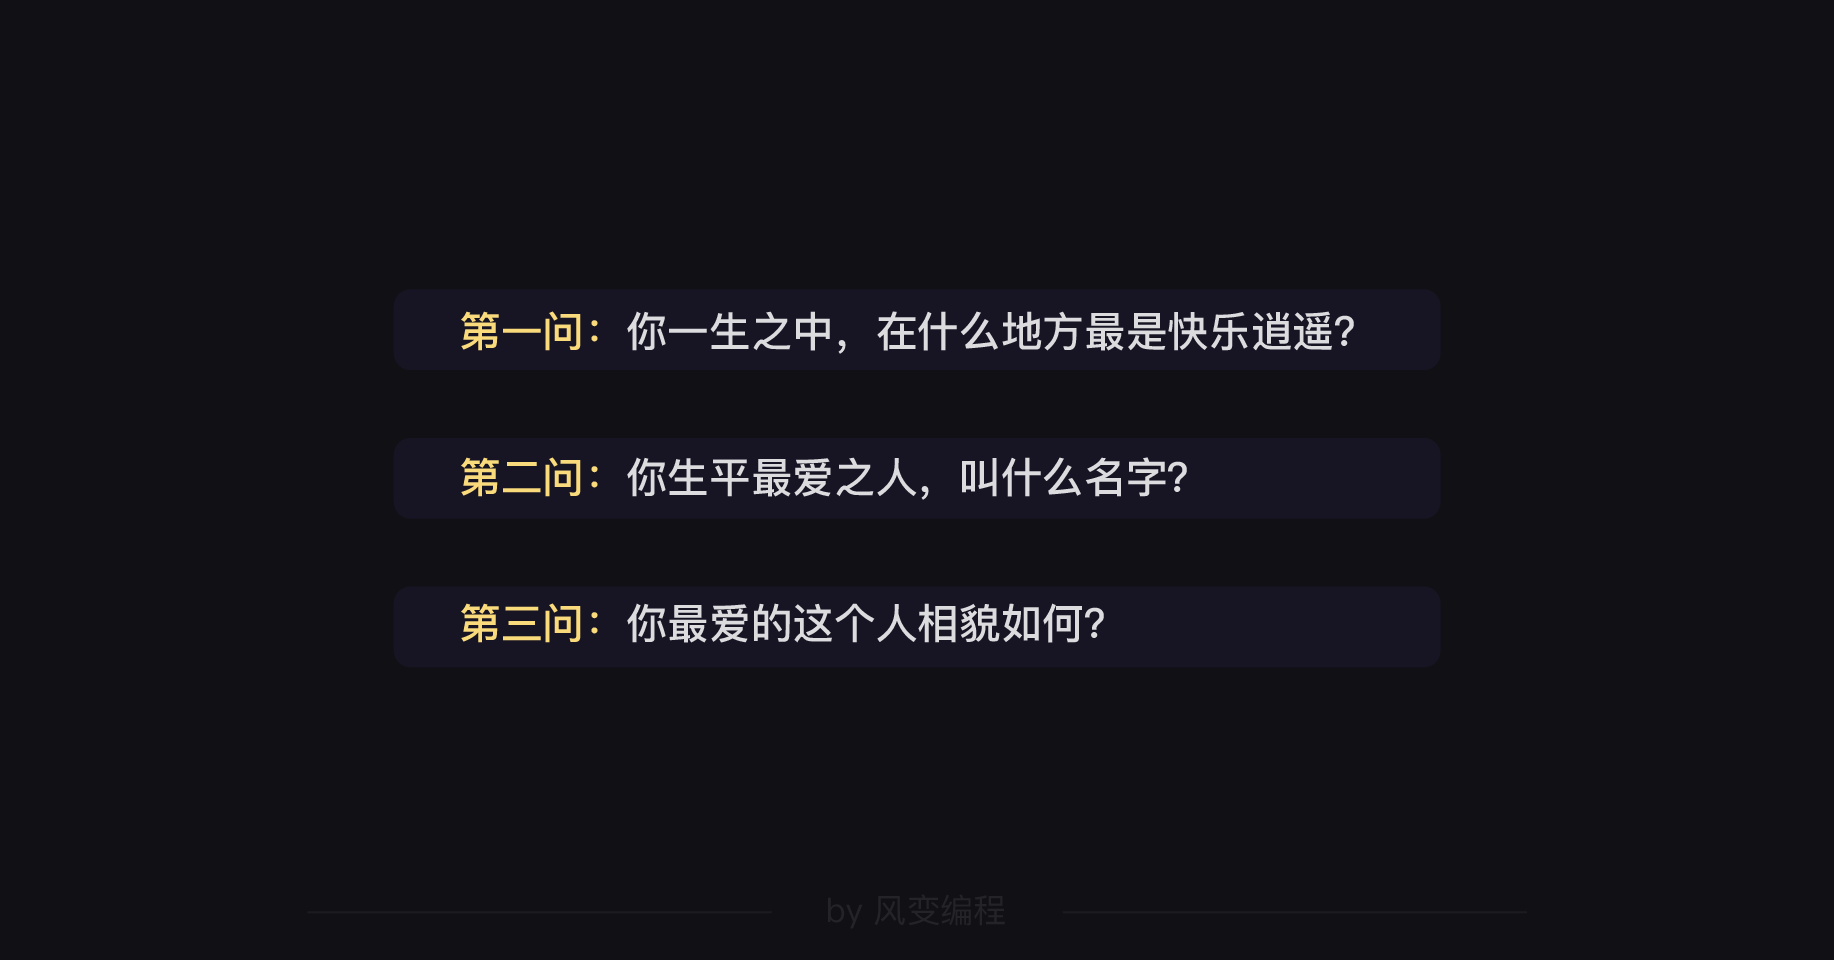 第一问：你一生之中，在什么地方最是快乐逍遥?
第二问：你生平最爱之人，叫什么名字?
第三问：你最爱的这个人相貌如何?
by 风变编程